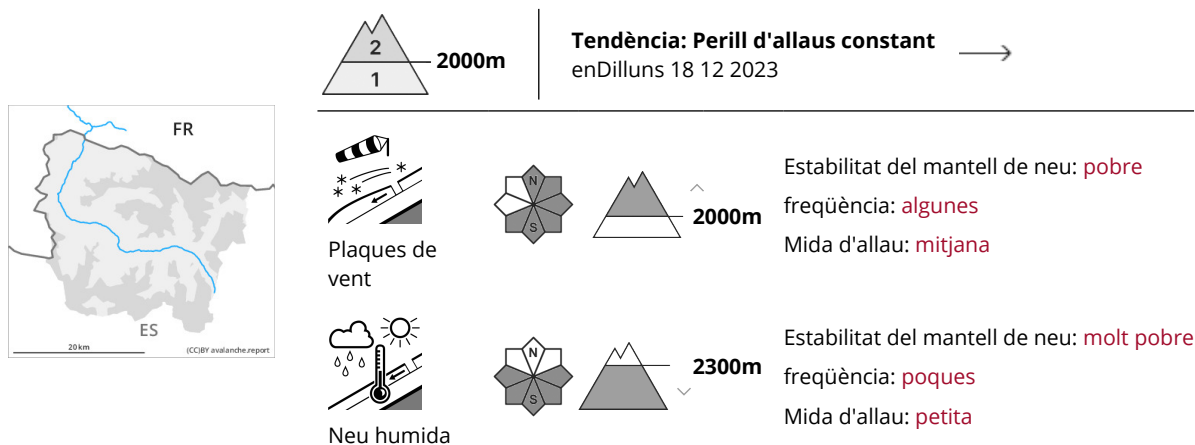 2
1
2000m
Tendència: Perill d'allaus constant
enDilluns 18 12 2023
FR
ES
20 km
(CC)BY avalanche.report
Plaques de
vent
N
S
2000m
Estabilitat del mantell de neu: pobre
freqüència: algunes
Mida d'allau: mitjana
Neu humida
N
S
2300m
Estabilitat del mantell de neu: molt pobre
freqüència: poques
Mida d'allau: petita